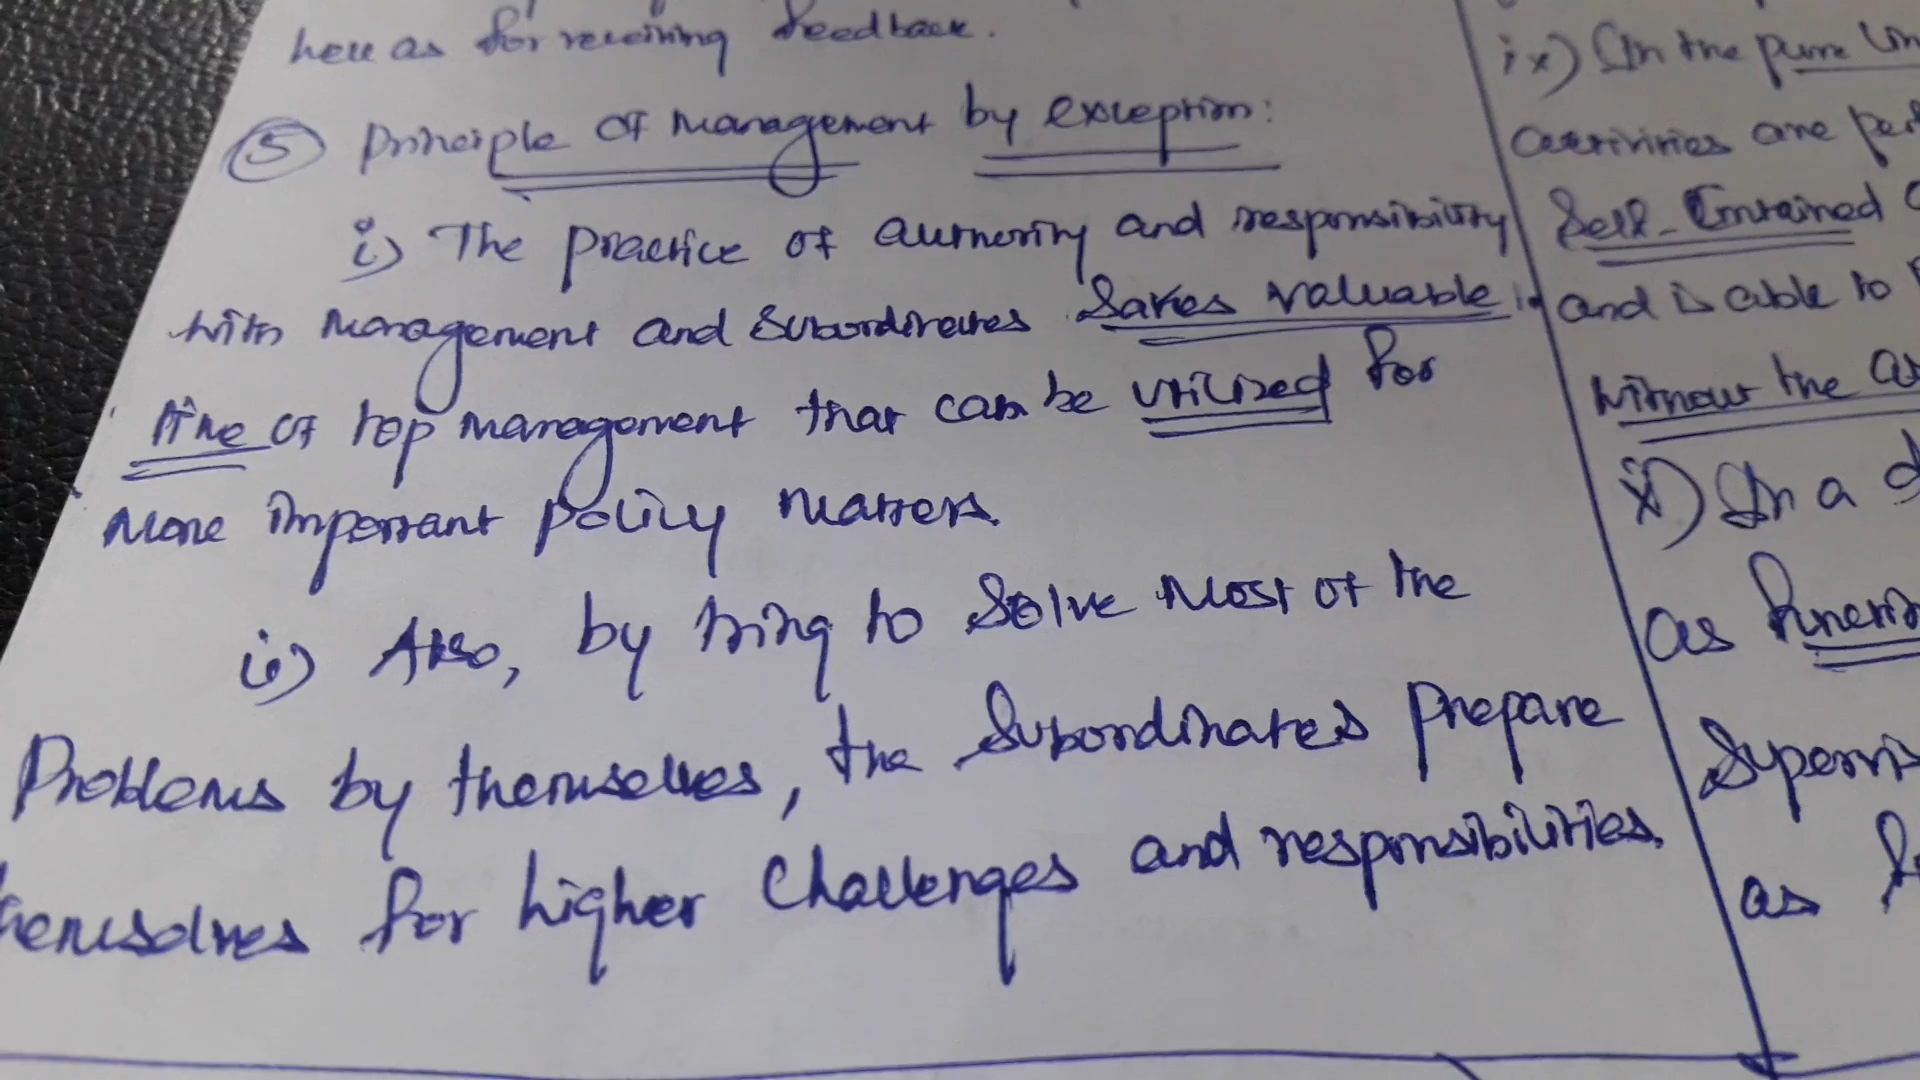 here as for receiving feedback.
5 Principle of Management by exception:
i) The practice of authority and responsibility
with Management and Subordinates Saves valuable
time of top management that can be utilized for
More important policy matters.
ii) Also, by tring to Solve Most of the
Problems by themselves, the Subordinates Prepare
themselves for higher Challenges and responsibilities.
ix) In the pure
activities are
Self-Contained
and is able to
without the
x) In a
as
as